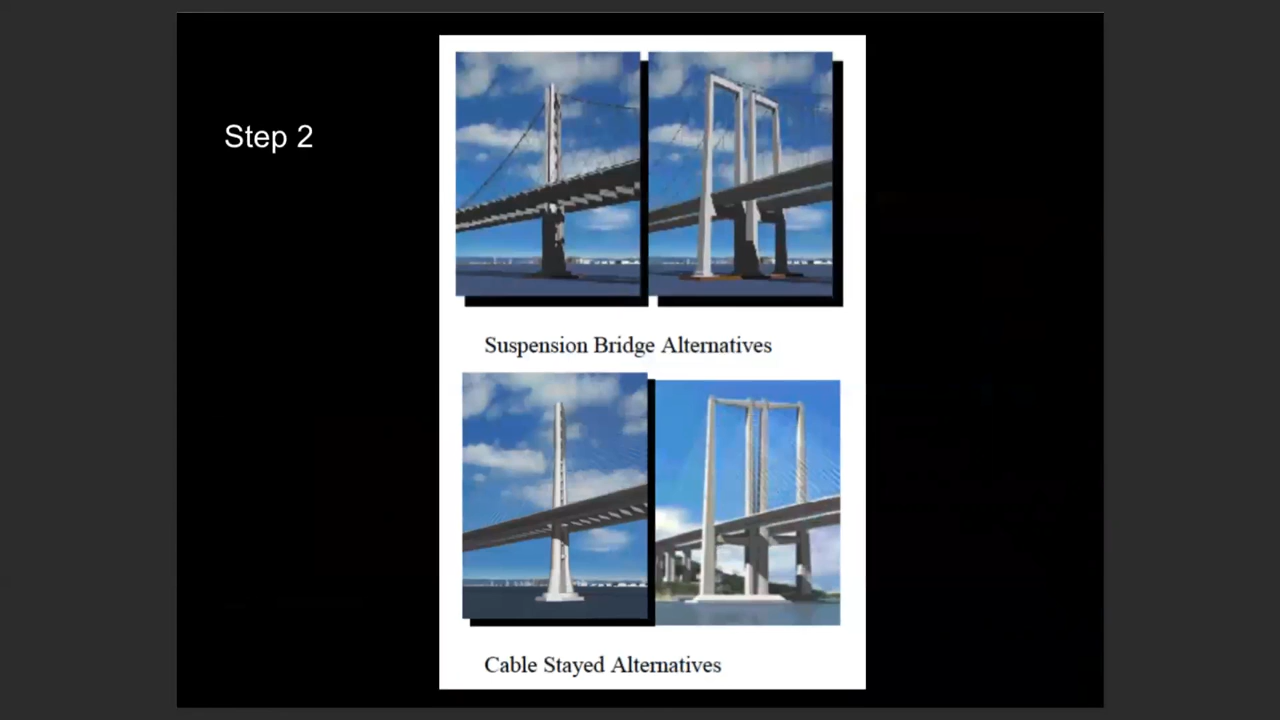 Step 2
Suspension Bridge Alternatives
Cable Stayed Alternatives